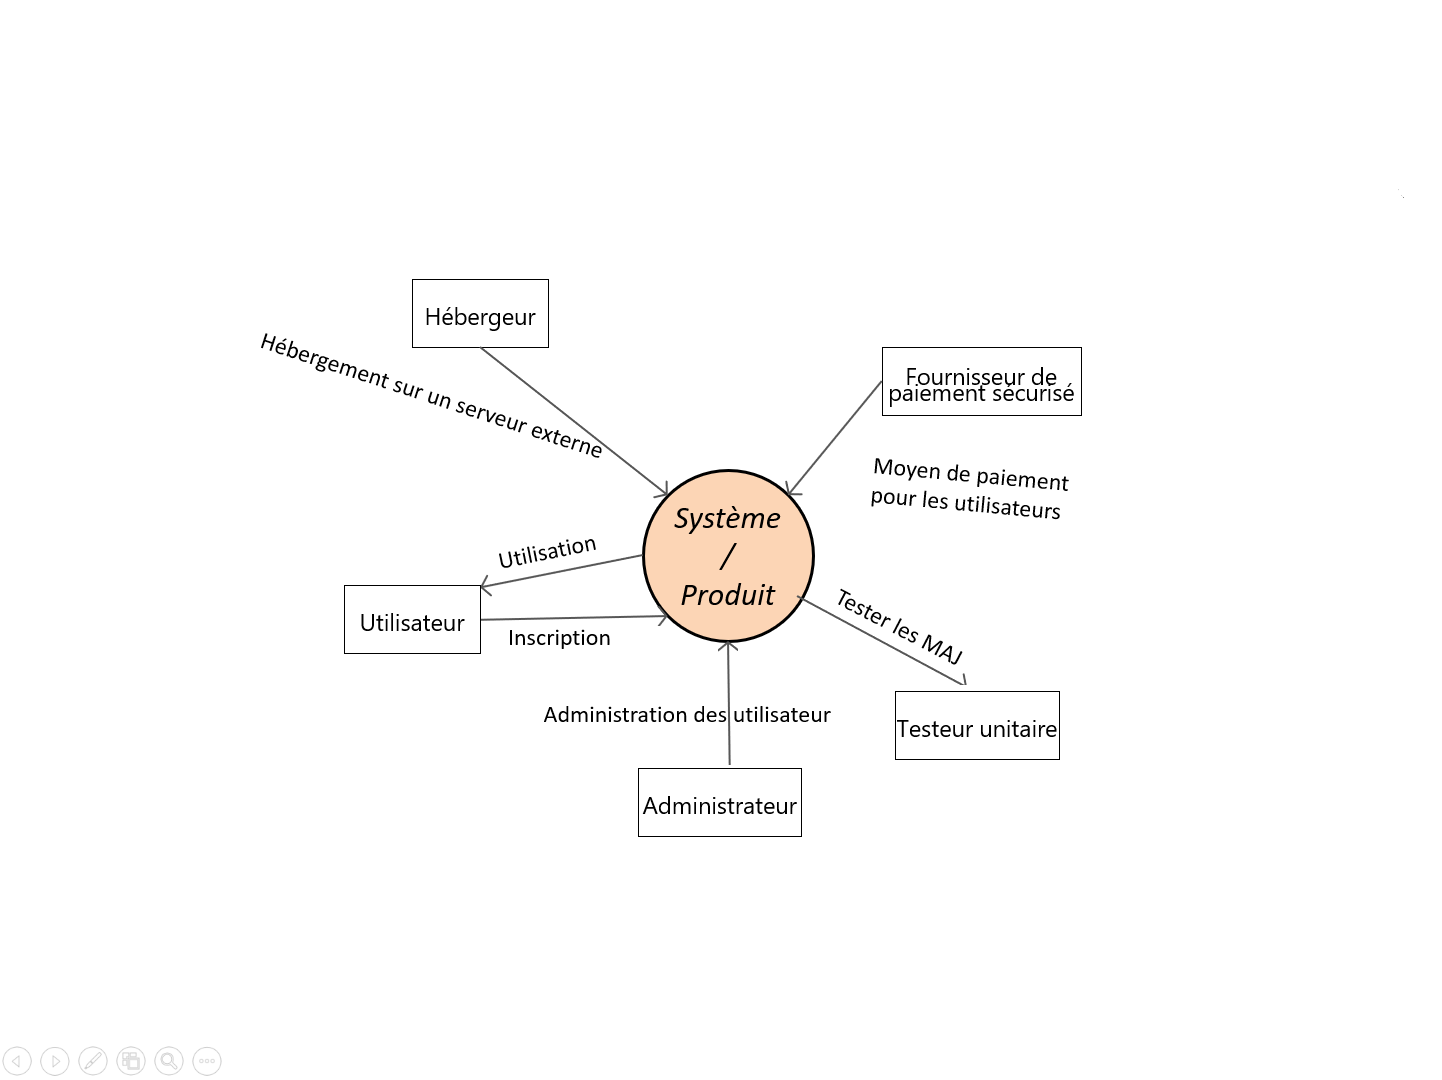 Hébergeur
Hébergement sur un serveur externe
Fournisseur de
paiement sécurisé
Moyen de paiement
pour les utilisateurs
Système
/
Produit
Utilisation
Utilisateur
Inscription
Tester les MAJ
Testeur unitaire
Administration des utilisateur
Administrateur